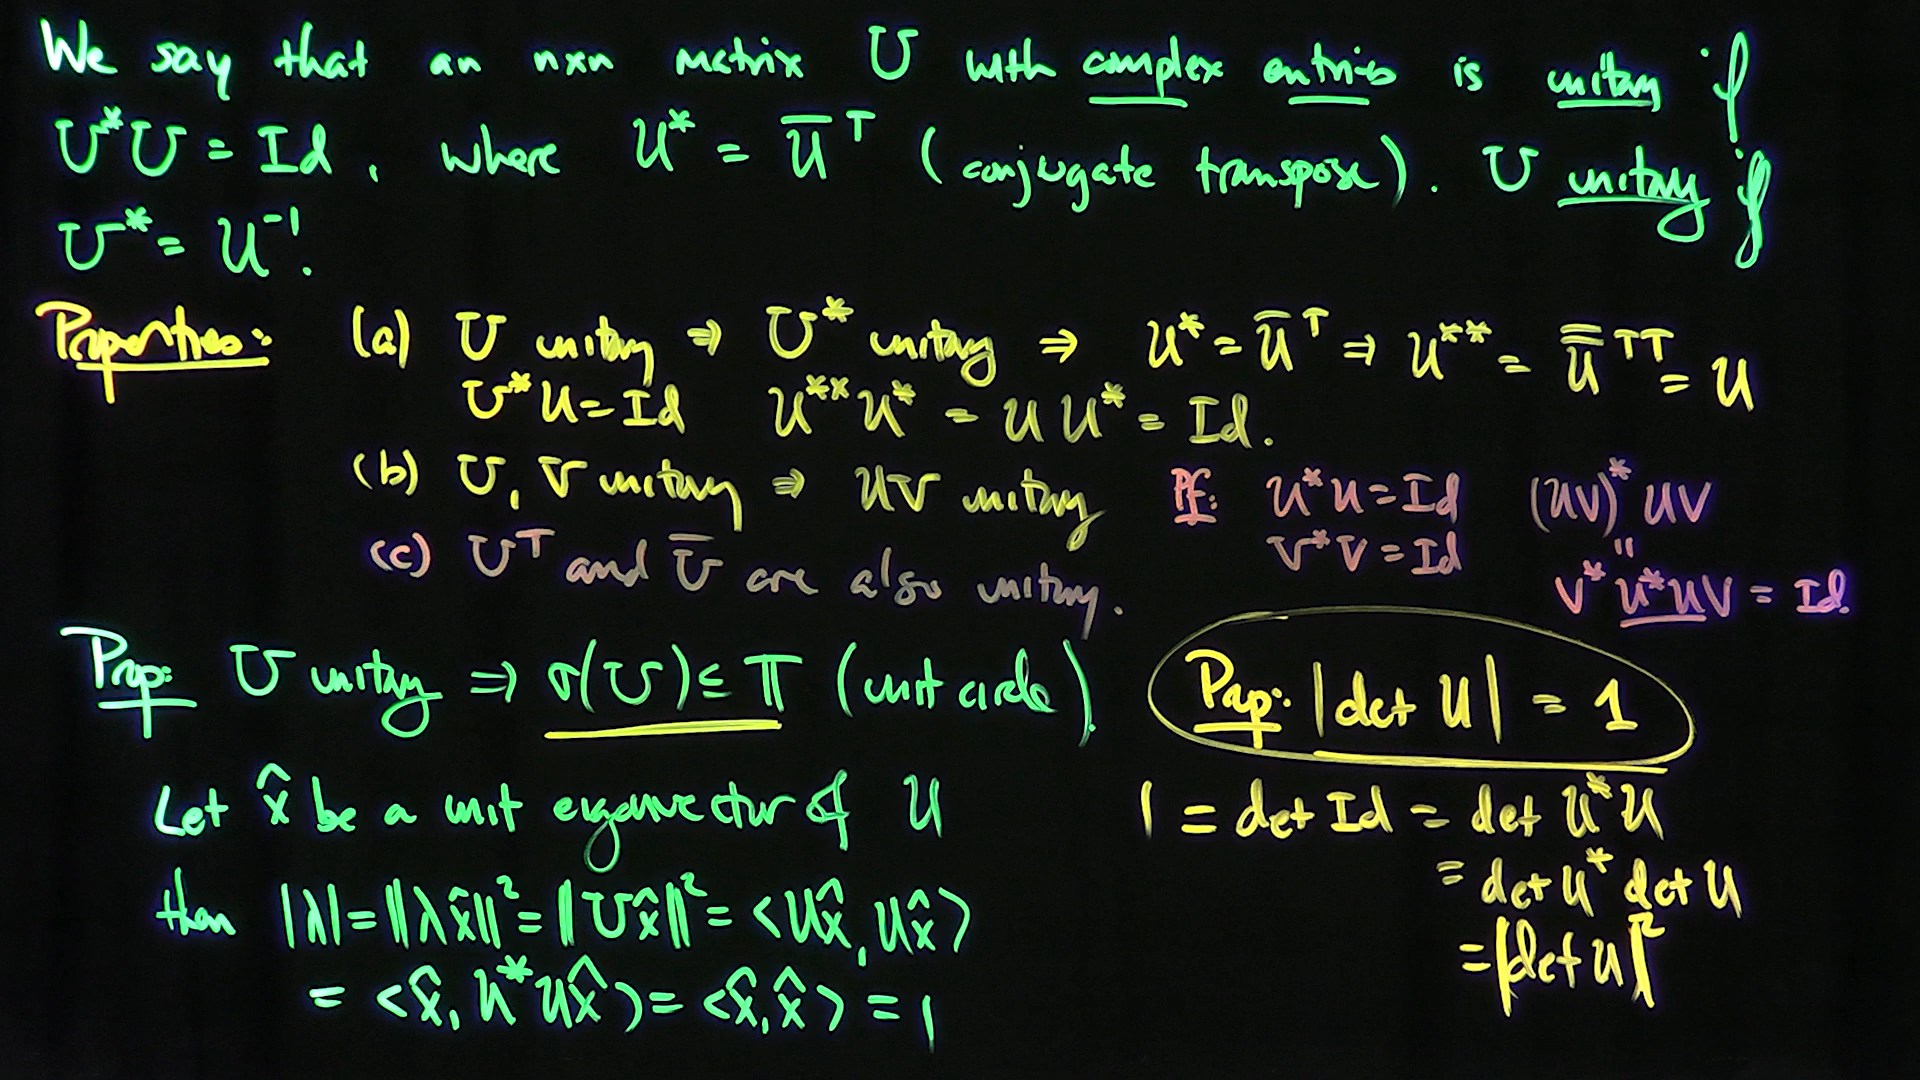 We say that an nxn matrix U with complex entries is unitary if
U*U = Id, where U* = U̅ᵀ (conjugate transpose). U unitary if
U* = U⁻¹.
Properties: (a) U unitary ⇒ U* unitary ⇒ U* = U̅ᵀ ⇒ U** = U̿ᵀᵀ = U
U*U = Id U**U* = UU* = Id.
(b) U, V unitary ⇒ UV unitary Pf: U*U = Id (UV)*UV
V*V = Id "
(c) Uᵀ and U̅ are also unitary. V*U*UV = Id.
Prop: U unitary ⇒ σ(U) ⊆ 𝕋 (unit circle). Prop: |det U| = 1
Let x̂ be a unit eigenvector of U
then |λ| = ||λx̂||² = ||Ux̂||² = <Ux̂, Ux̂>
= <x̂, U*Ux̂> = <x̂, x̂> = 1
1 = det Id = det U*U
= det U* det U
= |det U|²